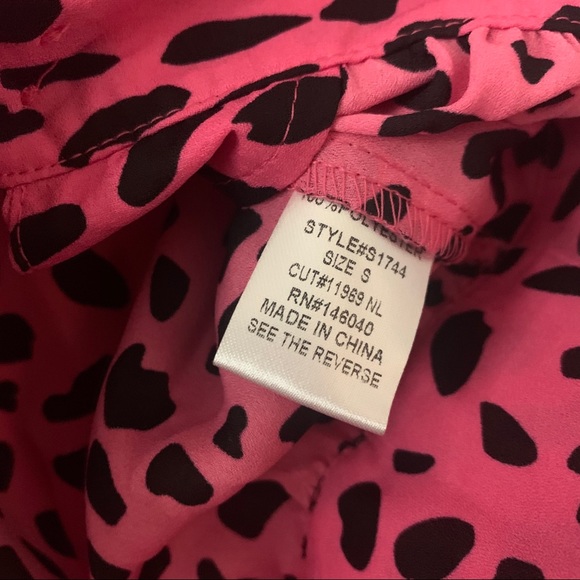 100%POLYESTER
STYLE#S1744
SIZE S
CUT#11969 NL
RN#146040
MADE IN CHINA
SEE THE REVERSE